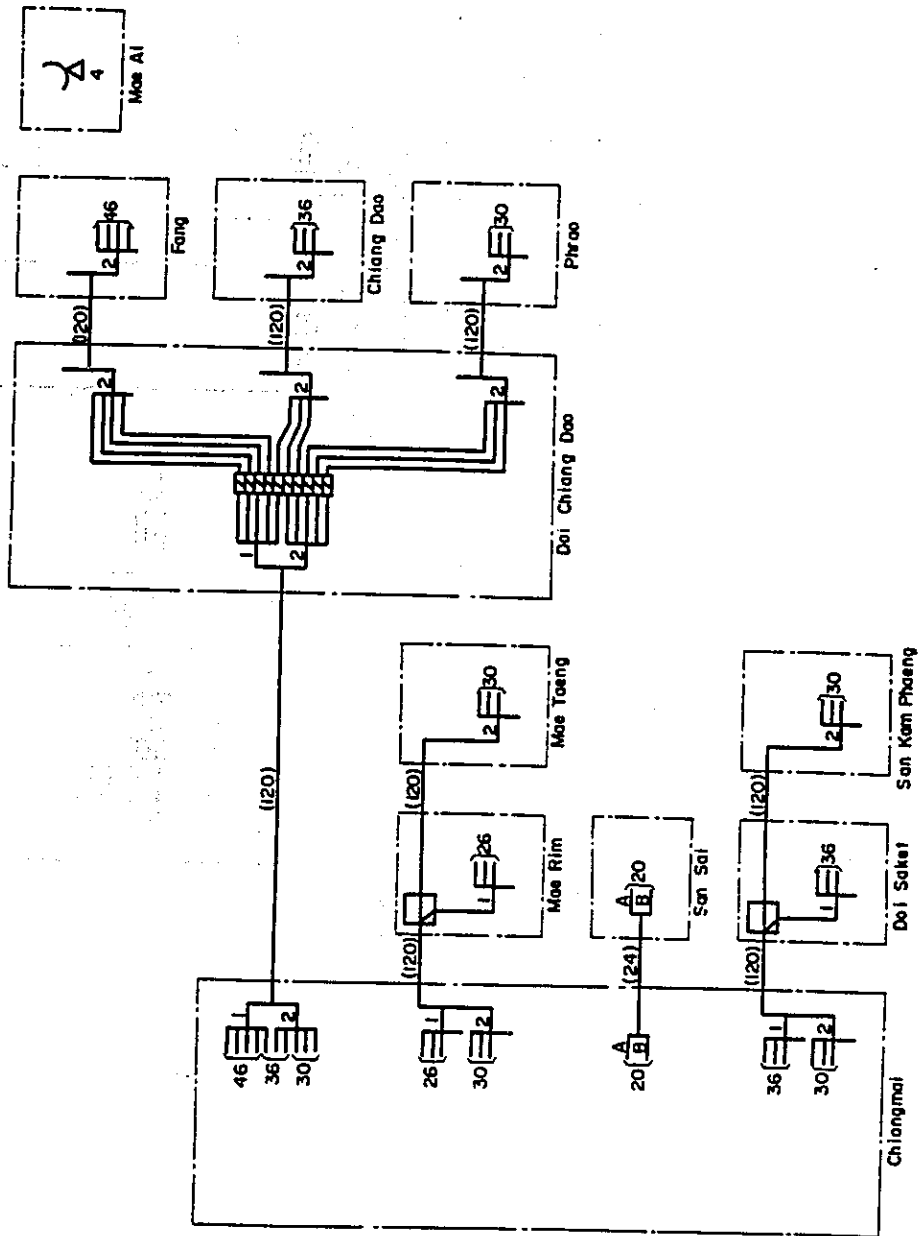 4
Mae AI
46
2
Fang
(120)
36
2
Chiang Dao
(120)
30
2
Phrao
(120)
2
2
2
1
2
Doi Chiang Dao
(120)
30
2
Mae Taeng
(120)
26
1
Mae Rim
(120)
A
B
20
San Sai
(24)
30
2
San Kam Phaeng
(120)
36
1
Doi Saket
(120)
1
2
46
36
30
1
2
26
30
A
B
20
1
2
36
30
Chiangmai